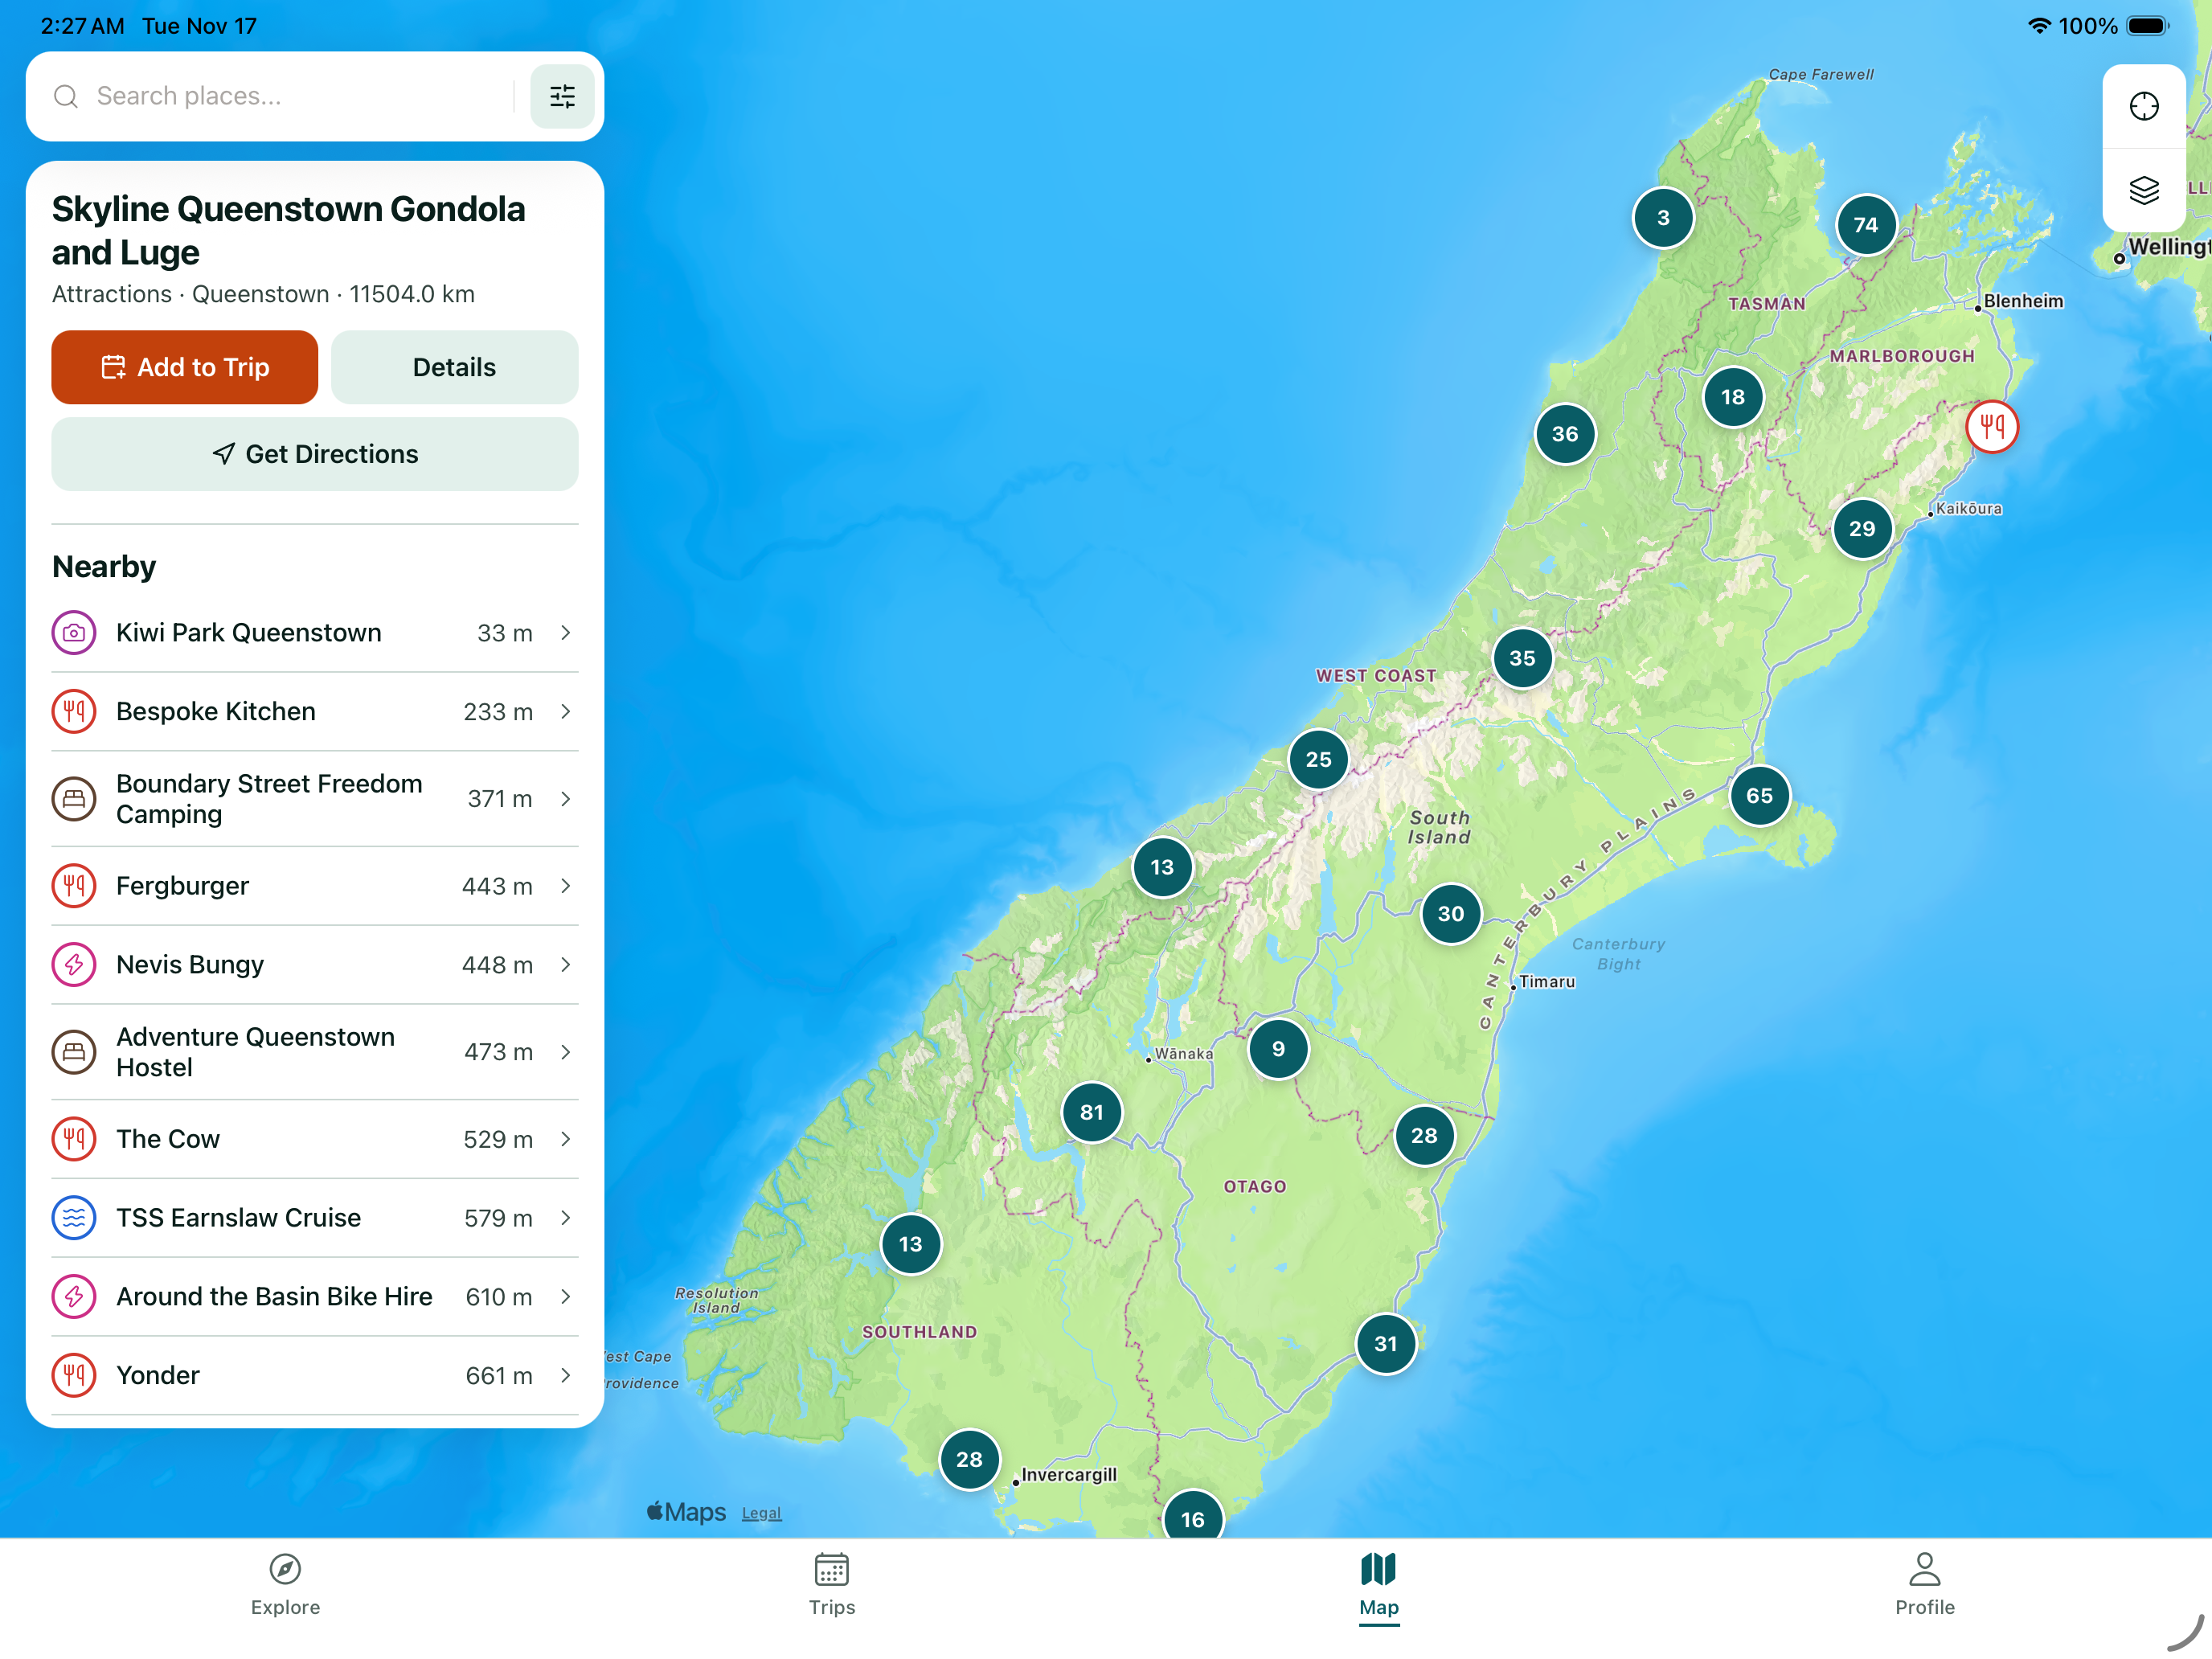 2:27 AM Tue Nov 17
100%
Search places...
Skyline Queenstown Gondola
and Luge
Attractions · Queenstown · 11504.0 km
Add to Trip
Details
Get Directions
Nearby
Kiwi Park Queenstown 33 m
Bespoke Kitchen 233 m
Boundary Street Freedom
Camping
371 m
Fergburger 443 m
Nevis Bungy 448 m
Adventure Queenstown
Hostel
473 m
The Cow 529 m
TSS Earnslaw Cruise 579 m
Around the Basin Bike Hire 610 m
Yonder 661 m
Cape Farewell
3
74
Wellingt
TASMAN
Blenheim
MARLBOROUGH
18
36
Kaikōura
29
35
WEST COAST
25
65
South
Island
CANTERBURY PLAINS
13
30
Canterbury
Bight
Timaru
9
Wānaka
81
28
OTAGO
13
Resolution
Island
SOUTHLAND
31
est Cape
rovidence
28
Invercargill
16
Maps
Legal
Explore
Trips
Map
Profile